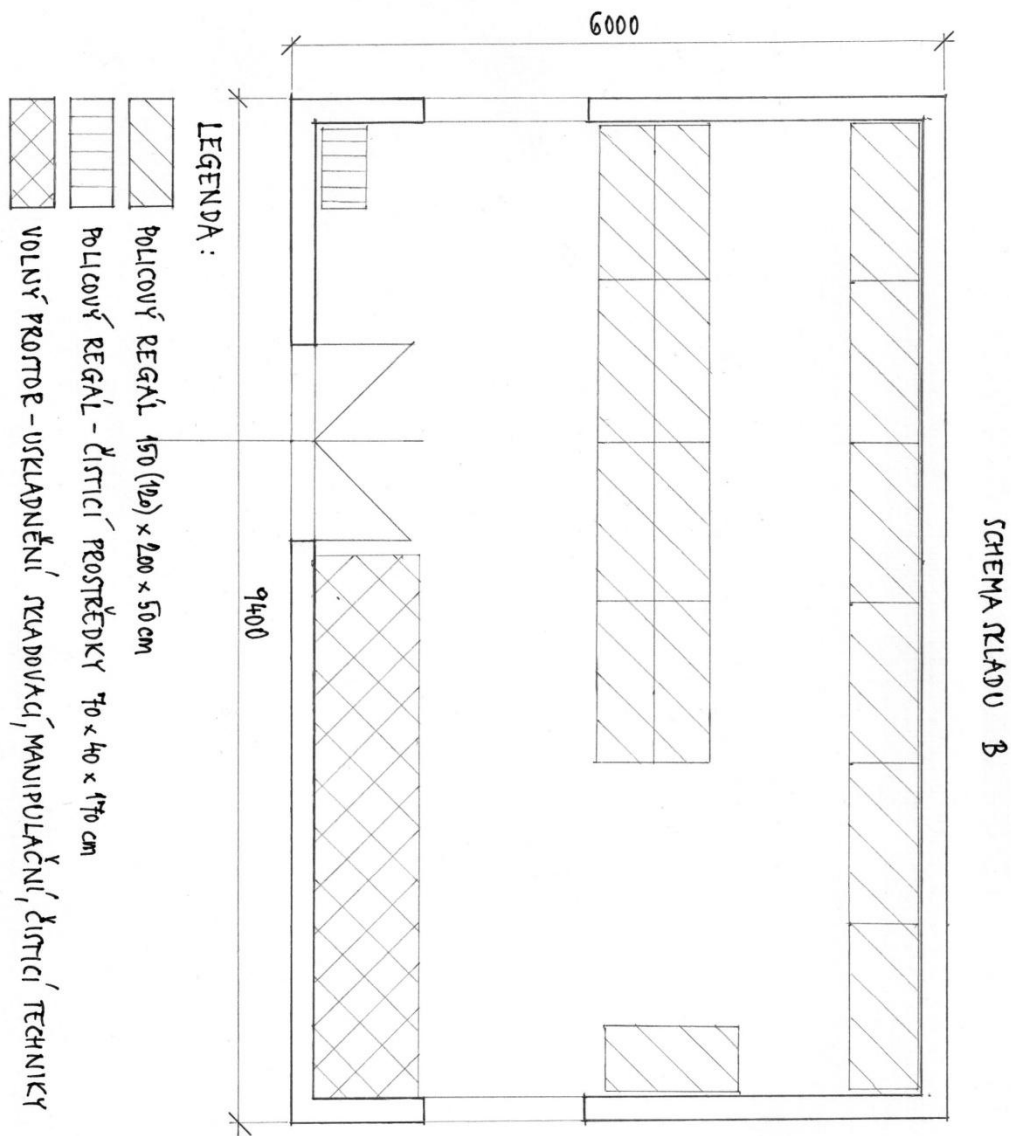 SCHEMA SKLADU B
6000
9400
LEGENDA:
POLICOVÝ REGÁL 150 (120) × 200 × 50 cm
POLICOVÝ REGÁL - ČISTICÍ PROSTŘEDKY 70 × 40 × 170 cm
VOLNÝ PROSTOR - USKLADNĚNÍ SKLADOVACÍ, MANIPULAČNÍ, ČISTICÍ TECHNIKY